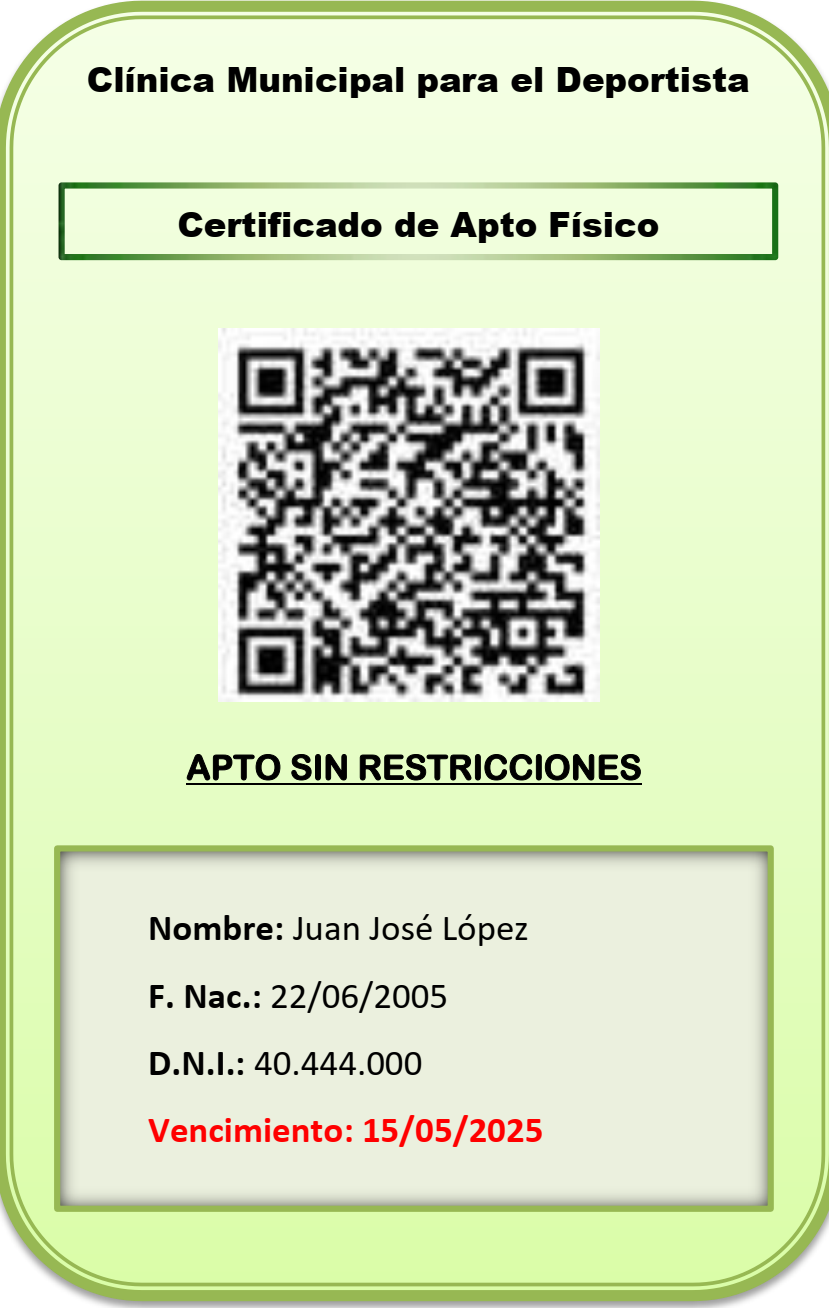 Clínica Municipal para el Deportista
Certificado de Apto Físico
APTO SIN RESTRICCIONES
Nombre: Juan José López
F. Nac.: 22/06/2005
D.N.I.: 40.444.000
Vencimiento: 15/05/2025